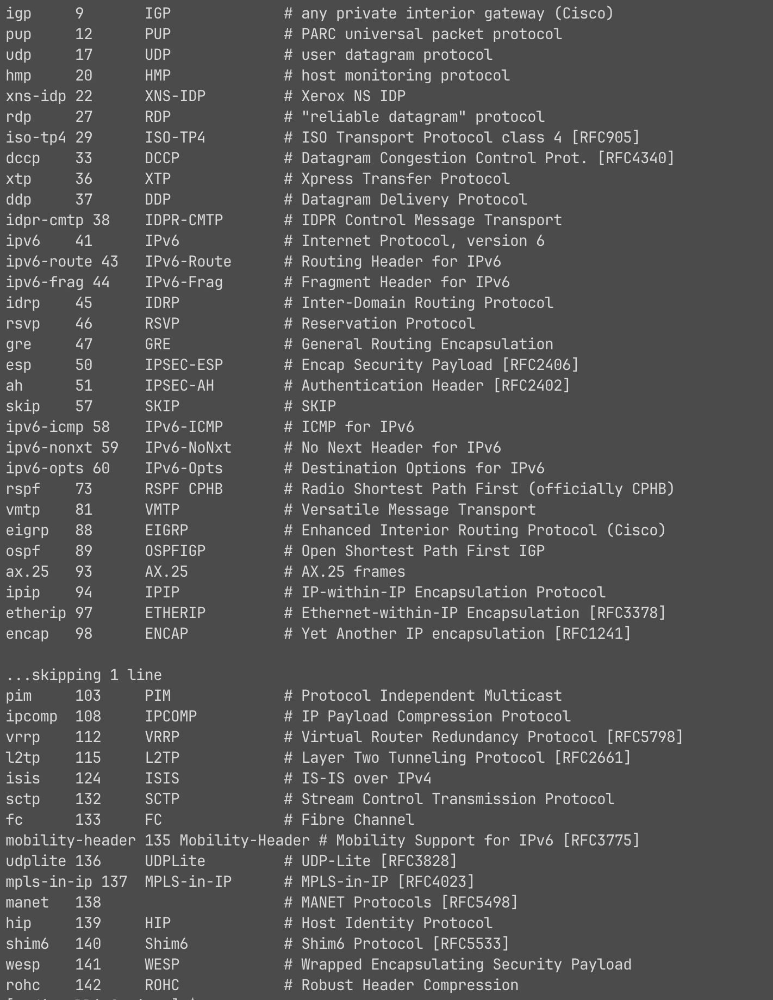 igp     9       IGP             # any private interior gateway (Cisco)
pup     12      PUP             # PARC universal packet protocol
udp     17      UDP             # user datagram protocol
hmp     20      HMP             # host monitoring protocol
xns-idp 22      XNS-IDP         # Xerox NS IDP
rdp     27      RDP             # "reliable datagram" protocol
iso-tp4 29      ISO-TP4         # ISO Transport Protocol class 4 [RFC905]
dccp    33      DCCP            # Datagram Congestion Control Prot. [RFC4340]
xtp     36      XTP             # Xpress Transfer Protocol
ddp     37      DDP             # Datagram Delivery Protocol
idpr-cmtp 38    IDPR-CMTP       # IDPR Control Message Transport
ipv6    41      IPv6            # Internet Protocol, version 6
ipv6-route 43   IPv6-Route      # Routing Header for IPv6
ipv6-frag 44    IPv6-Frag       # Fragment Header for IPv6
idrp    45      IDRP            # Inter-Domain Routing Protocol
rsvp    46      RSVP            # Reservation Protocol
gre     47      GRE             # General Routing Encapsulation
esp     50      IPSEC-ESP       # Encap Security Payload [RFC2406]
ah      51      IPSEC-AH        # Authentication Header [RFC2402]
skip    57      SKIP            # SKIP
ipv6-icmp 58    IPv6-ICMP       # ICMP for IPv6
ipv6-nonxt 59   IPv6-NoNxt      # No Next Header for IPv6
ipv6-opts 60    IPv6-Opts       # Destination Options for IPv6
rspf    73      RSPF CPHB       # Radio Shortest Path First (officially CPHB)
vmtp    81      VMTP            # Versatile Message Transport
eigrp   88      EIGRP           # Enhanced Interior Routing Protocol (Cisco)
ospf    89      OSPFIGP         # Open Shortest Path First IGP
ax.25   93      AX.25           # AX.25 frames
ipip    94      IPIP            # IP-within-IP Encapsulation Protocol
etherip 97      ETHERIP         # Ethernet-within-IP Encapsulation [RFC3378]
encap   98      ENCAP           # Yet Another IP encapsulation [RFC1241]
...skipping 1 line
pim     103     PIM             # Protocol Independent Multicast
ipcomp  108     IPCOMP          # IP Payload Compression Protocol
vrrp    112     VRRP            # Virtual Router Redundancy Protocol [RFC5798]
l2tp    115     L2TP            # Layer Two Tunneling Protocol [RFC2661]
isis    124     ISIS            # IS-IS over IPv4
sctp    132     SCTP            # Stream Control Transmission Protocol
fc      133     FC              # Fibre Channel
mobility-header 135 Mobility-Header # Mobility Support for IPv6 [RFC3775]
udplite 136     UDPLite         # UDP-Lite [RFC3828]
mpls-in-ip 137  MPLS-in-IP      # MPLS-in-IP [RFC4023]
manet   138                     # MANET Protocols [RFC5498]
hip     139     HIP             # Host Identity Protocol
shim6   140     Shim6           # Shim6 Protocol [RFC5533]
wesp    141     WESP            # Wrapped Encapsulating Security Payload
rohc    142     ROHC            # Robust Header Compression